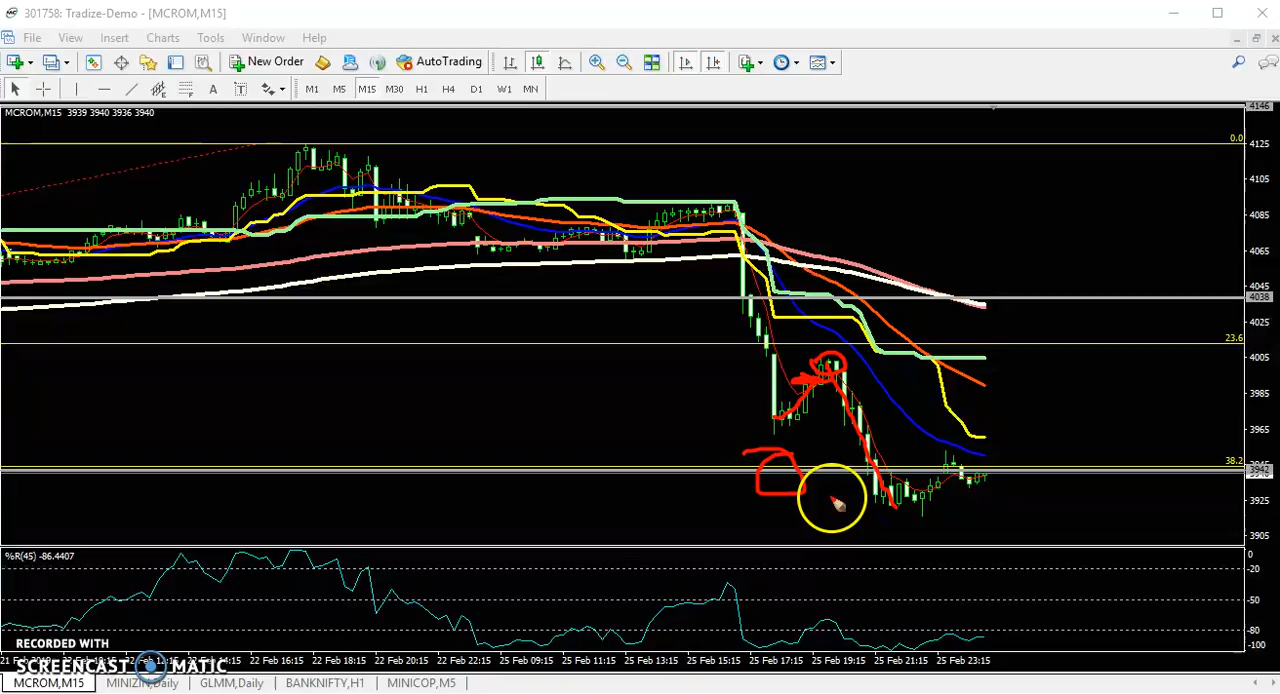 301758: Tradize-Demo - [MCROM,M15]
File View Insert Charts Tools Window Help
New Order AutoTrading
A T M1 M5 M15 M30 H1 H4 D1 W1 MN
MCROM,M15 3939 3940 3936 3940
4146
0.0
4125
4105
4085
4065
4045
4038
4025
23.6
4005
3985
3965
38.2
3945
3942
3925
3905
%R(45) -86.4407
0
-20
-50
-80
-100
RECORDED WITH
SCREENCAST MATIC
22 Feb 16:15 22 Feb 18:15 22 Feb 20:15 22 Feb 22:15 25 Feb 09:15 25 Feb 11:15 25 Feb 13:15 25 Feb 15:15 25 Feb 17:15 25 Feb 19:15 25 Feb 21:15 25 Feb 23:15
MCROM,M15 MINIZIN,Daily GLMM,Daily BANKNIFTY,H1 MINICOP,M5